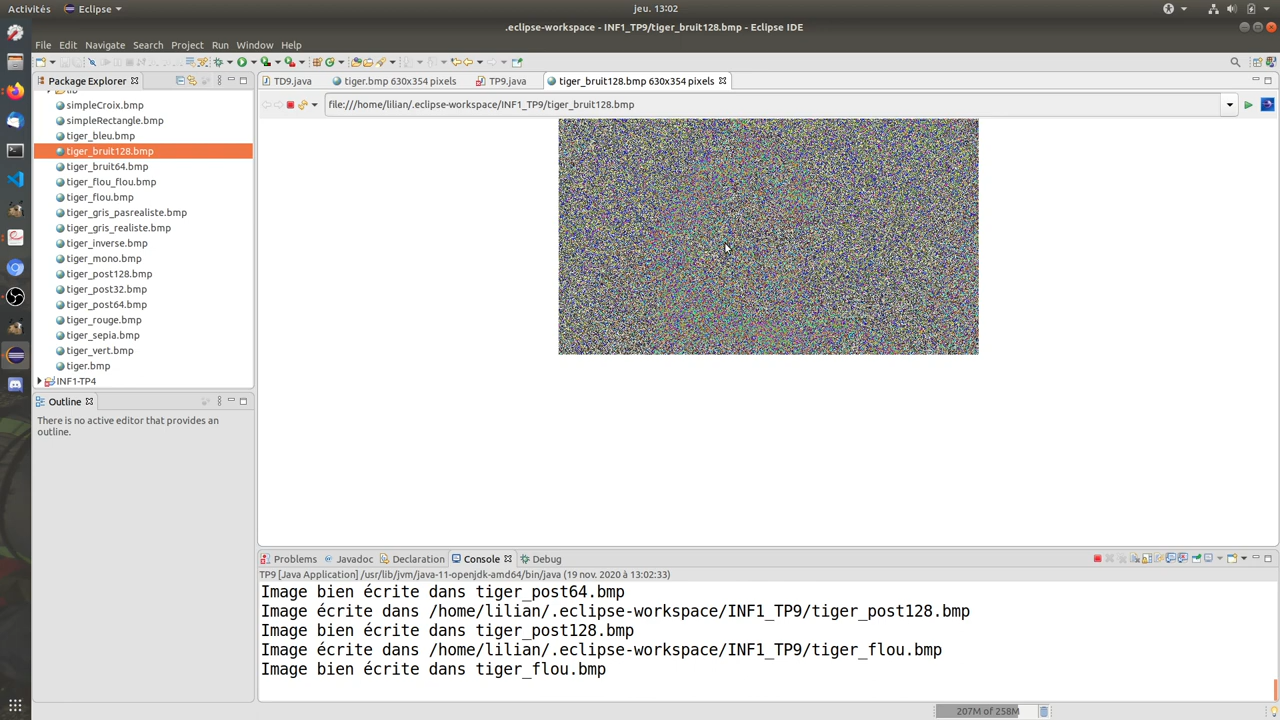 Activités
Eclipse
jeu. 13:02
.eclipse-workspace - INF1_TP9/tiger_bruit128.bmp - Eclipse IDE
File Edit Navigate Search Project Run Window Help
Package Explorer
TD9.java
tiger.bmp 630x354 pixels
TP9.java
tiger_bruit128.bmp 630x354 pixels
file:///home/lilian/.eclipse-workspace/INF1_TP9/tiger_bruit128.bmp
lib
simpleCroix.bmp
simpleRectangle.bmp
tiger_bleu.bmp
tiger_bruit128.bmp
tiger_bruit64.bmp
tiger_flou_flou.bmp
tiger_flou.bmp
tiger_gris_pasrealiste.bmp
tiger_gris_realiste.bmp
tiger_inverse.bmp
tiger_mono.bmp
tiger_post128.bmp
tiger_post32.bmp
tiger_post64.bmp
tiger_rouge.bmp
tiger_sepia.bmp
tiger_vert.bmp
tiger.bmp
INF1-TP4
Outline
There is no active editor that provides an
outline.
Problems
Javadoc
Declaration
Console
Debug
TP9 [Java Application] /usr/lib/jvm/java-11-openjdk-amd64/bin/java (19 nov. 2020 à 13:02:33)
Image bien écrite dans tiger_post64.bmp
Image écrite dans /home/lilian/.eclipse-workspace/INF1_TP9/tiger_post128.bmp
Image bien écrite dans tiger_post128.bmp
Image écrite dans /home/lilian/.eclipse-workspace/INF1_TP9/tiger_flou.bmp
Image bien écrite dans tiger_flou.bmp
207M of 258M